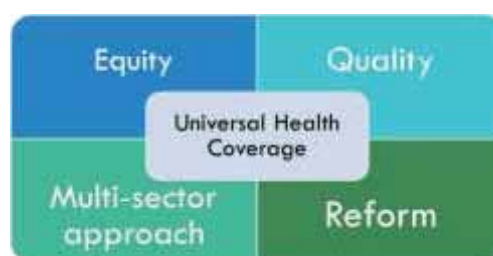 Equity
Quality
Universal Health
Coverage
Multi-sector
approach
Reform